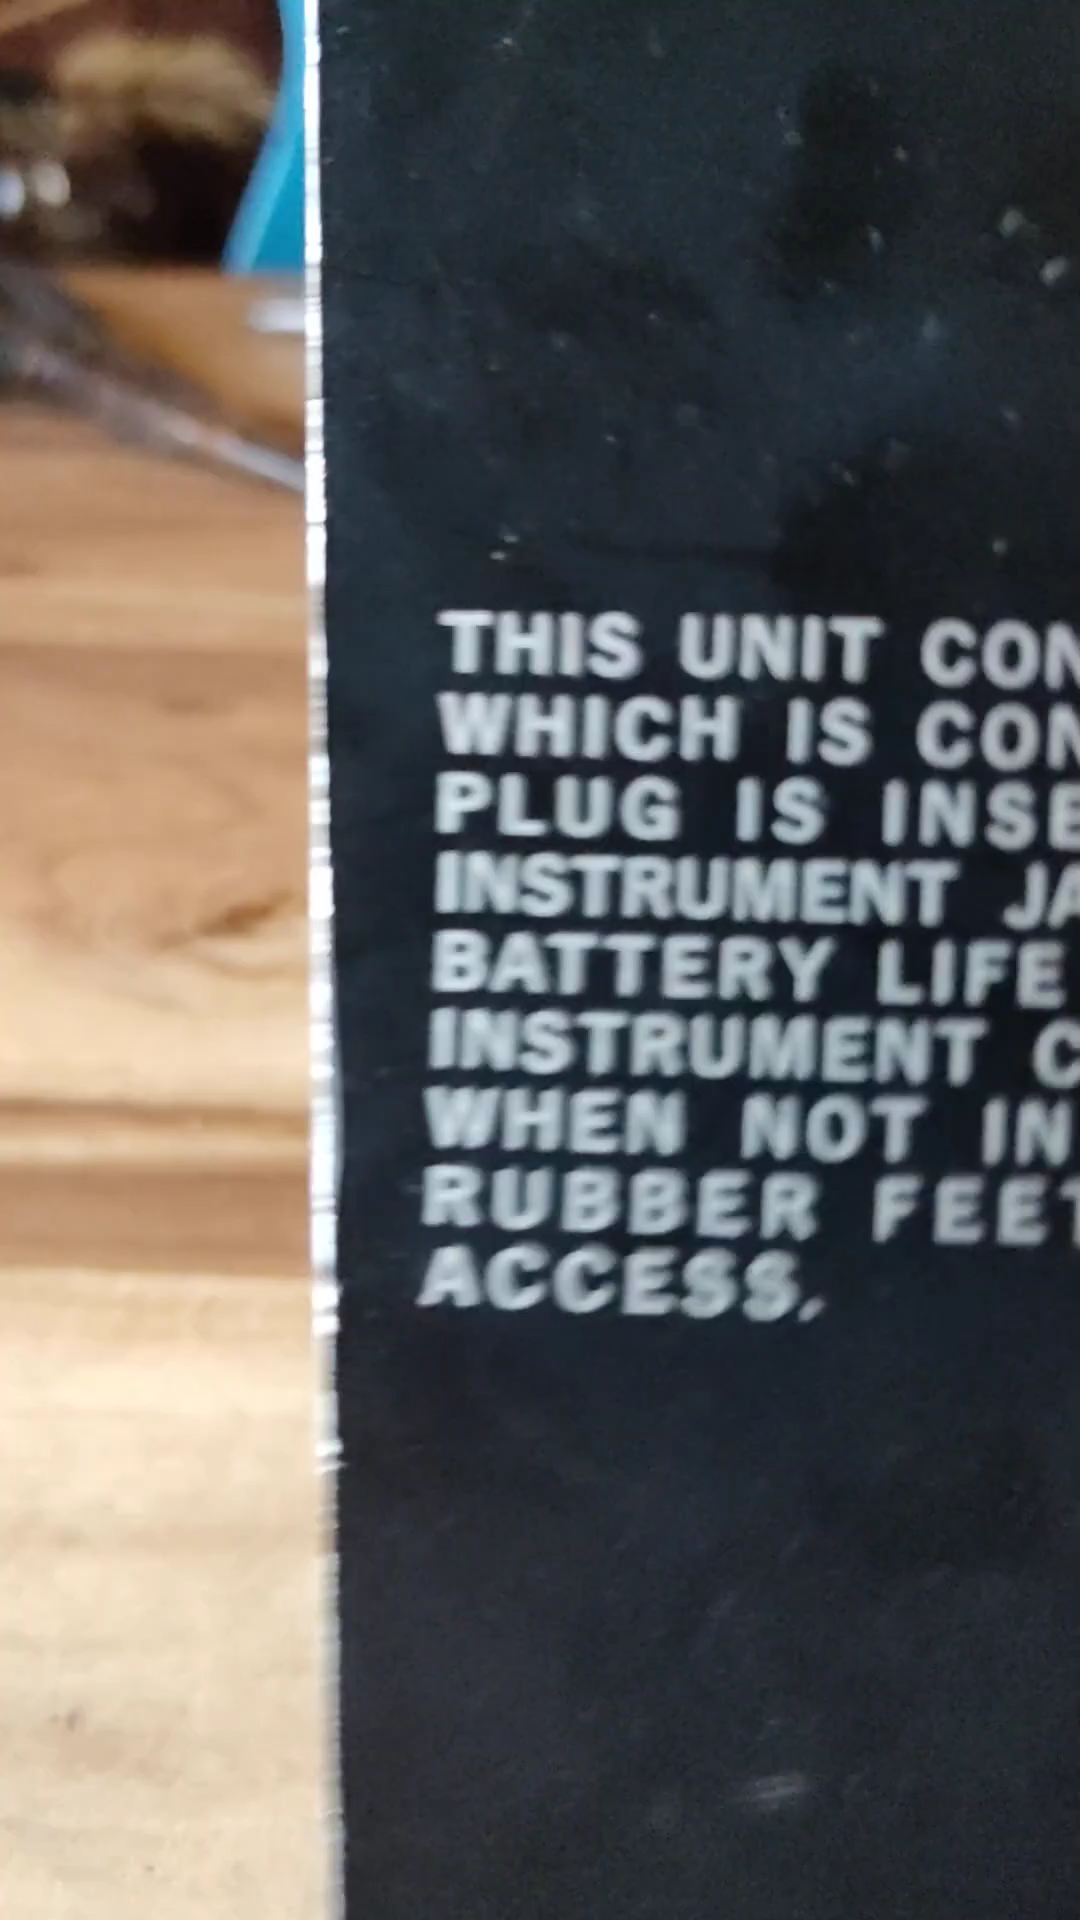 THIS UNIT CON
WHICH IS CON
PLUG IS INSE
INSTRUMENT JA
BATTERY LIFE
INSTRUMENT C
WHEN NOT IN
RUBBER FEET
ACCESS.